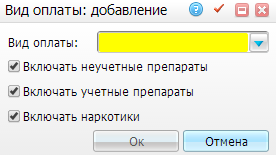 Вид оплаты: добавление
Вид оплаты:
Включать неучетные препараты
Включать учетные препараты
Включать наркотики
Ок Отмена